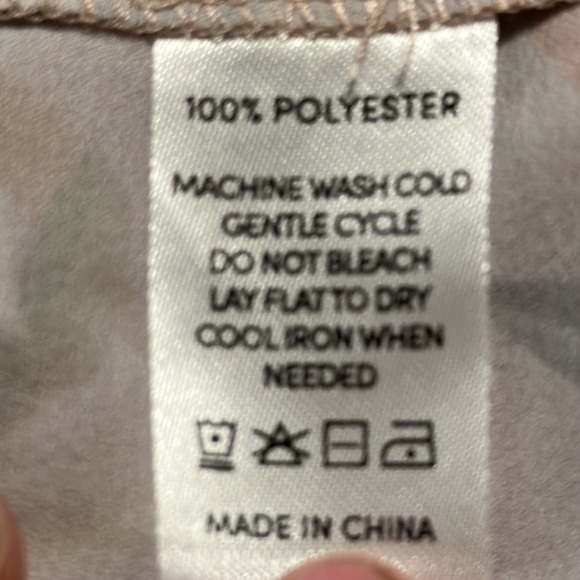 100% POLYESTER
MACHINE WASH COLD
GENTLE CYCLE
DO NOT BLEACH
LAY FLAT TO DRY
COOL IRON WHEN
NEEDED
MADE IN CHINA